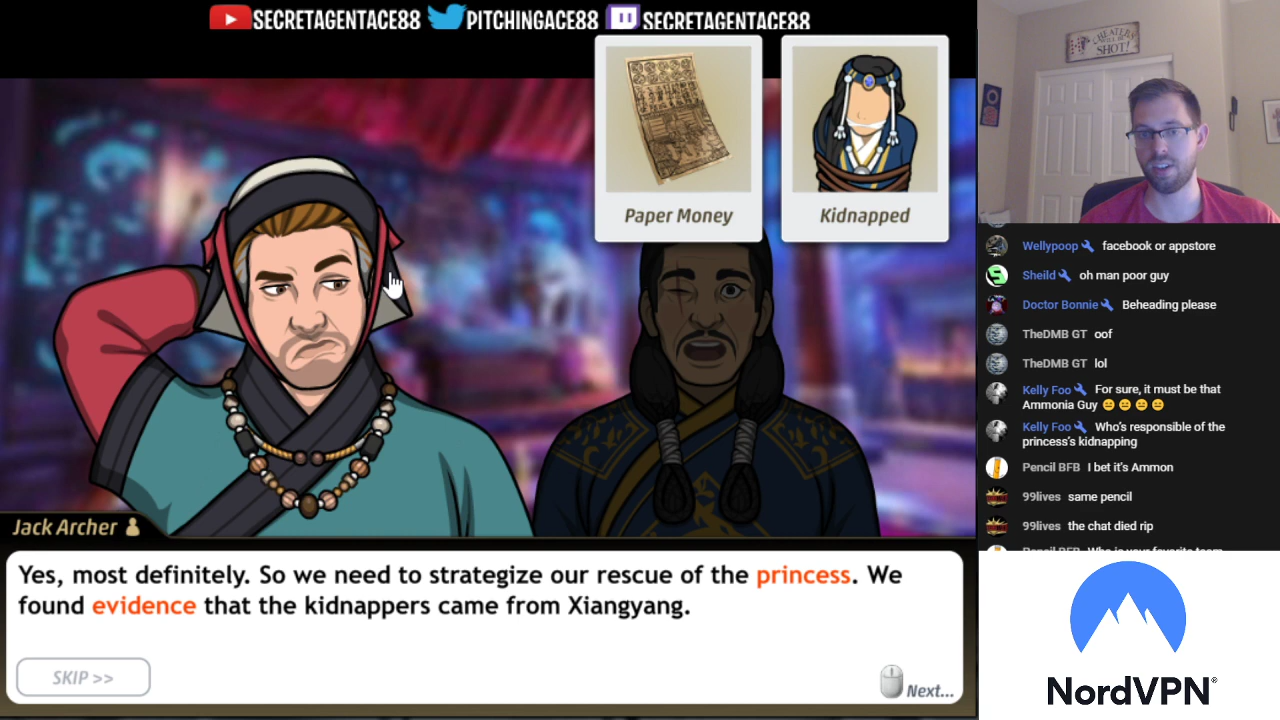 SECRETAGENTACE88 PITCHINGACE88 SECRETAGENTACE88
CHEATERS
WILL BE
SHOT!
Paper Money
Kidnapped
Jack Archer
Yes, most definitely. So we need to strategize our rescue of the princess. We
found evidence that the kidnappers came from Xiangyang.
SKIP >>
Next...
Wellypoop facebook or appstore
Sheild oh man poor guy
Doctor Bonnie Beheading please
TheDMB GT oof
TheDMB GT lol
Kelly Foo For sure, it must be that
Ammonia Guy 😑 😑 😑 😑
Kelly Foo Who's responsible of the
princess's kidnapping
Pencil BFB I bet it's Ammon
99lives same pencil
99lives the chat died rip
NordVPN®